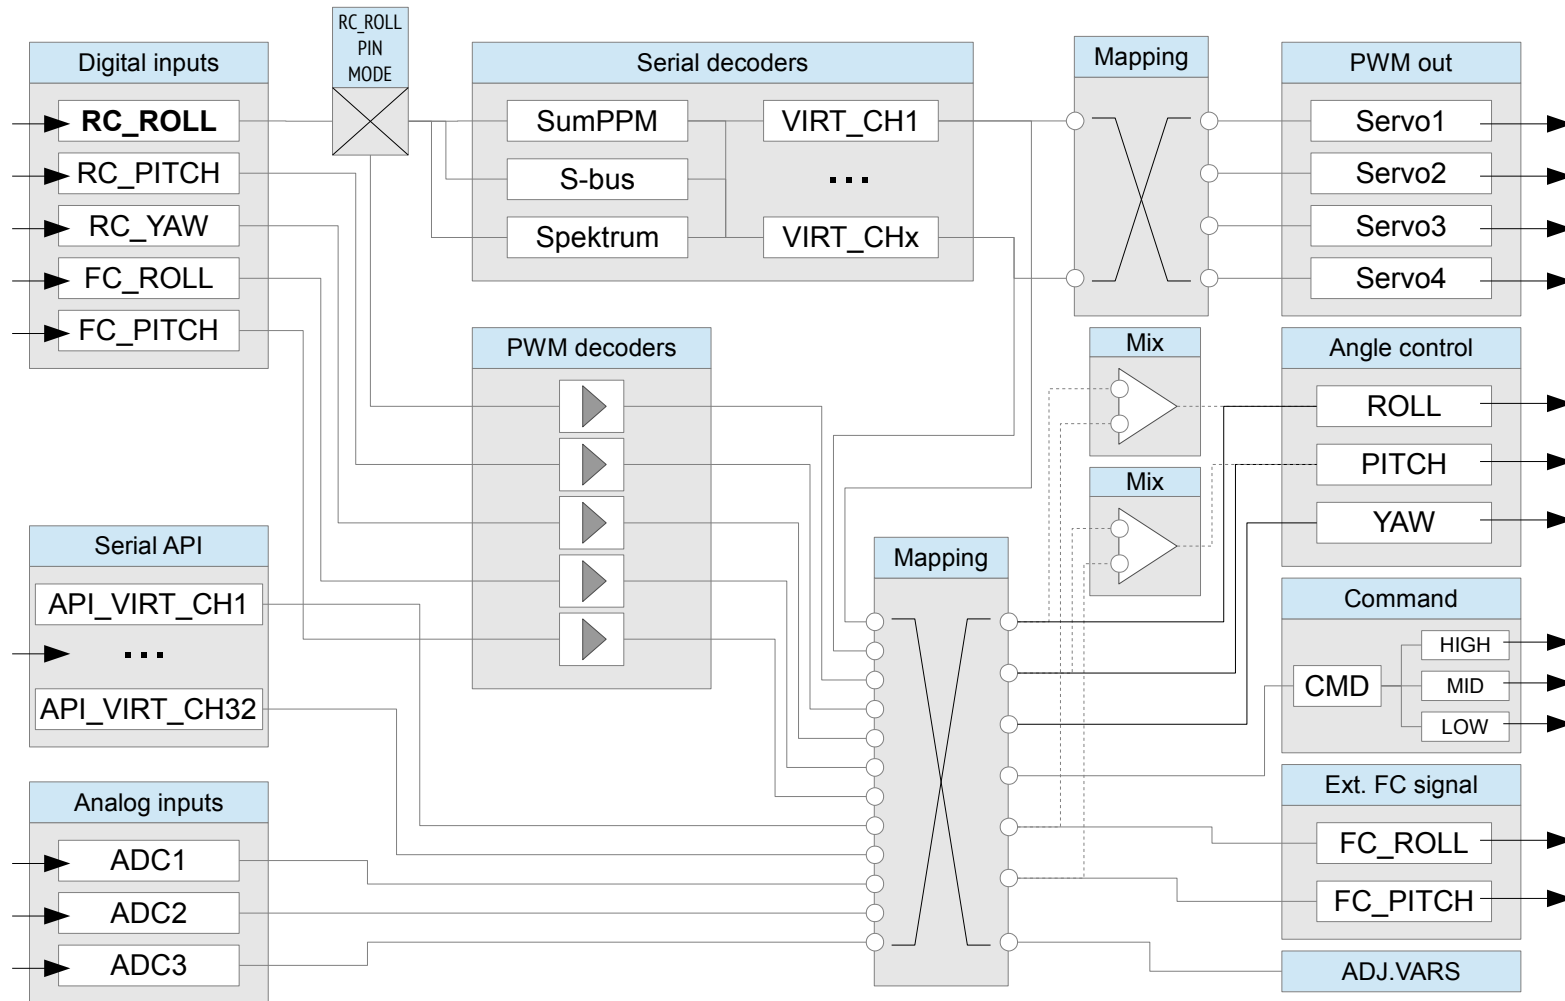 RC_ROLL
PIN
MODE
Digital inputs
RC_ROLL
RC_PITCH
RC_YAW
FC_ROLL
FC_PITCH
Serial decoders
SumPPM
VIRT_CH1
S-bus
...
Spektrum
VIRT_CHx
Mapping
PWM out
Servo1
Servo2
Servo3
Servo4
PWM decoders
Mix
Mix
Angle control
ROLL
PITCH
YAW
Serial API
API_VIRT_CH1
...
API_VIRT_CH32
Mapping
Command
CMD
HIGH
MID
LOW
Analog inputs
ADC1
ADC2
ADC3
Ext. FC signal
FC_ROLL
FC_PITCH
ADJ.VARS